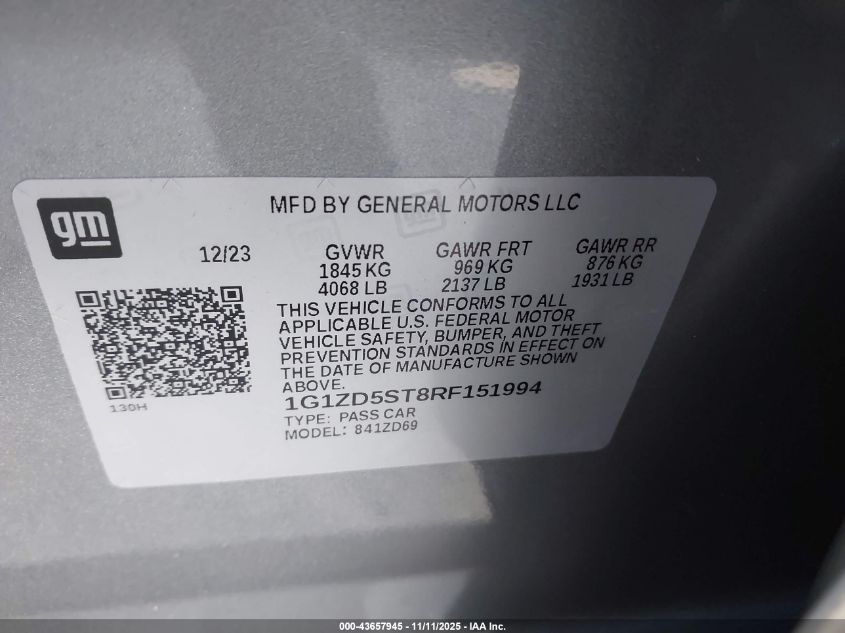 gm
MFD BY GENERAL MOTORS LLC
12/23
GVWR
1845 KG
4068 LB
GAWR FRT
969 KG
2137 LB
GAWR RR
876 KG
1931 LB
THIS VEHICLE CONFORMS TO ALL
APPLICABLE U.S. FEDERAL MOTOR
VEHICLE SAFETY, BUMPER, AND THEFT
PREVENTION STANDARDS IN EFFECT ON
THE DATE OF MANUFACTURE SHOWN
ABOVE.
130H
1G1ZD5ST8RF151994
TYPE: PASS CAR
MODEL: 841ZD69
000-43657945 - 11/11/2025 - IAA Inc.